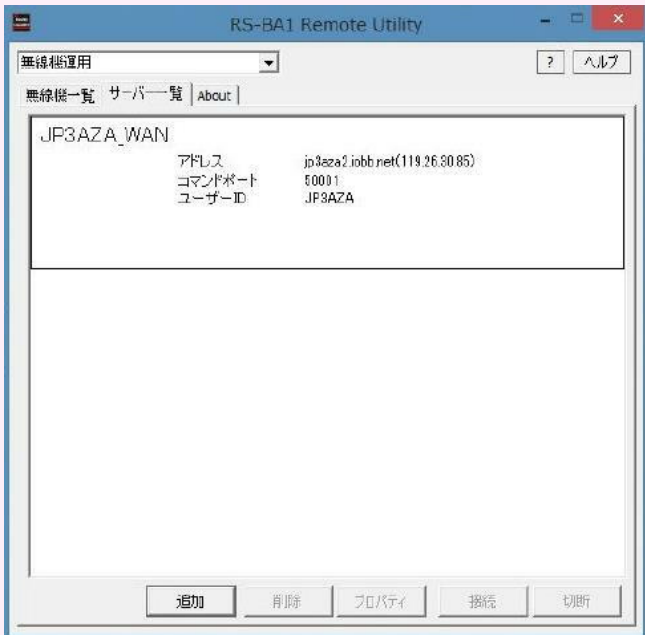 RS-BA1 Remote Utility
無線機運用
? ヘルプ
無線機一覧 サーバー一覧 About
JP3AZA_WAN
アドレス jp3aza2.iobb.net(119.26.30.85)
コマンドポート 50001
ユーザーID JP3AZA
追加 削除 プロパティ 接続 切断